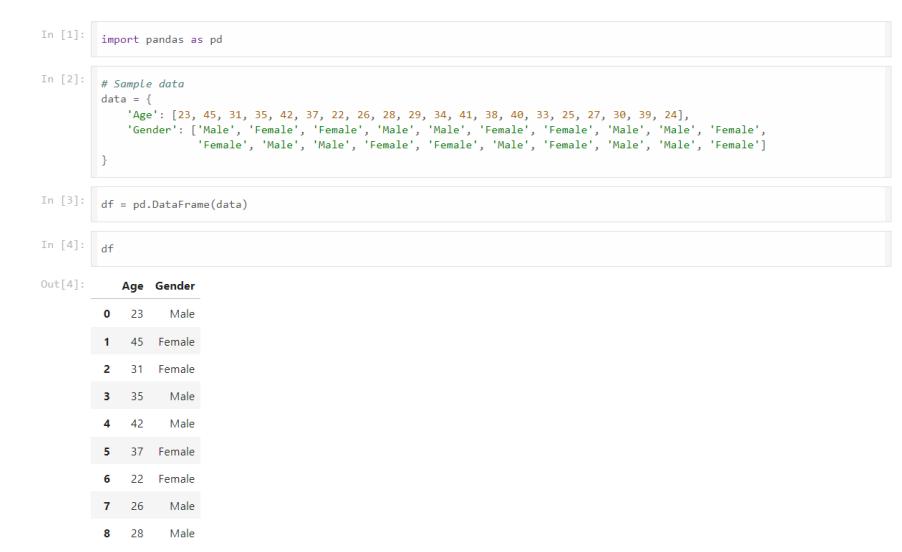 In [1]: import pandas as pd
In [2]: # Sample data
data = {
    'Age': [23, 45, 31, 35, 42, 37, 22, 26, 28, 29, 34, 41, 38, 40, 33, 25, 27, 30, 39, 24],
    'Gender': ['Male', 'Female', 'Female', 'Male', 'Male', 'Female', 'Female', 'Male', 'Male', 'Female',
               'Female', 'Male', 'Male', 'Female', 'Female', 'Male', 'Female', 'Male', 'Male', 'Female']
}
In [3]: df = pd.DataFrame(data)
In [4]: df
Out[4]: Age Gender
0 23 Male
1 45 Female
2 31 Female
3 35 Male
4 42 Male
5 37 Female
6 22 Female
7 26 Male
8 28 Male